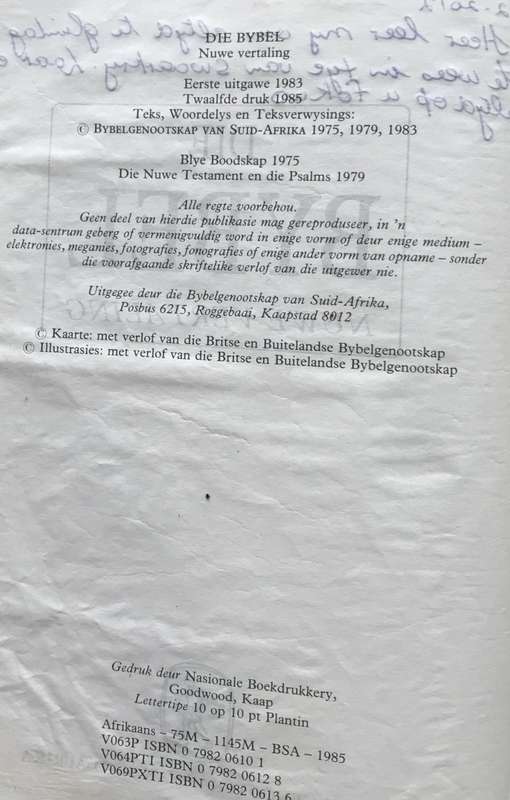 DIE BYBEL
Nuwe vertaling
Eerste uitgawe 1983
Twaalfde druk 1985
Teks, Woordelys en Teksverwysings:
© BYBELGENOOTSKAP VAN SUID-AFRIKA 1975, 1979, 1983
Blye Boodskap 1975
Die Nuwe Testament en die Psalms 1979
Alle regte voorbehou.
Geen deel van hierdie publikasie mag gereproduseer, in 'n
data-sentrum geberg of vermenigvuldig word in enige vorm of deur enige medium –
elektronies, meganies, fotografies, fonografies of enige ander vorm van opname – sonder
die voorafgaande skriftelike verlof van die uitgewer nie.
Uitgegee deur die Bybelgenootskap van Suid-Afrika,
Posbus 6215, Roggebaai, Kaapstad 8012
© Kaarte: met verlof van die Britse en Buitelandse Bybelgenootskap
© Illustrasies: met verlof van die Britse en Buitelandse Bybelgenootskap
Gedruk deur Nasionale Boekdrukkery,
Goodwood, Kaap
Lettertipe 10 op 10 pt Plantin
Afrikaans – 75M – 1145M – BSA – 1985
V063P ISBN 0 7982 0610 1
V064PTI ISBN 0 7982 0612 8
V069PXTI ISBN 0 7982 0613 6